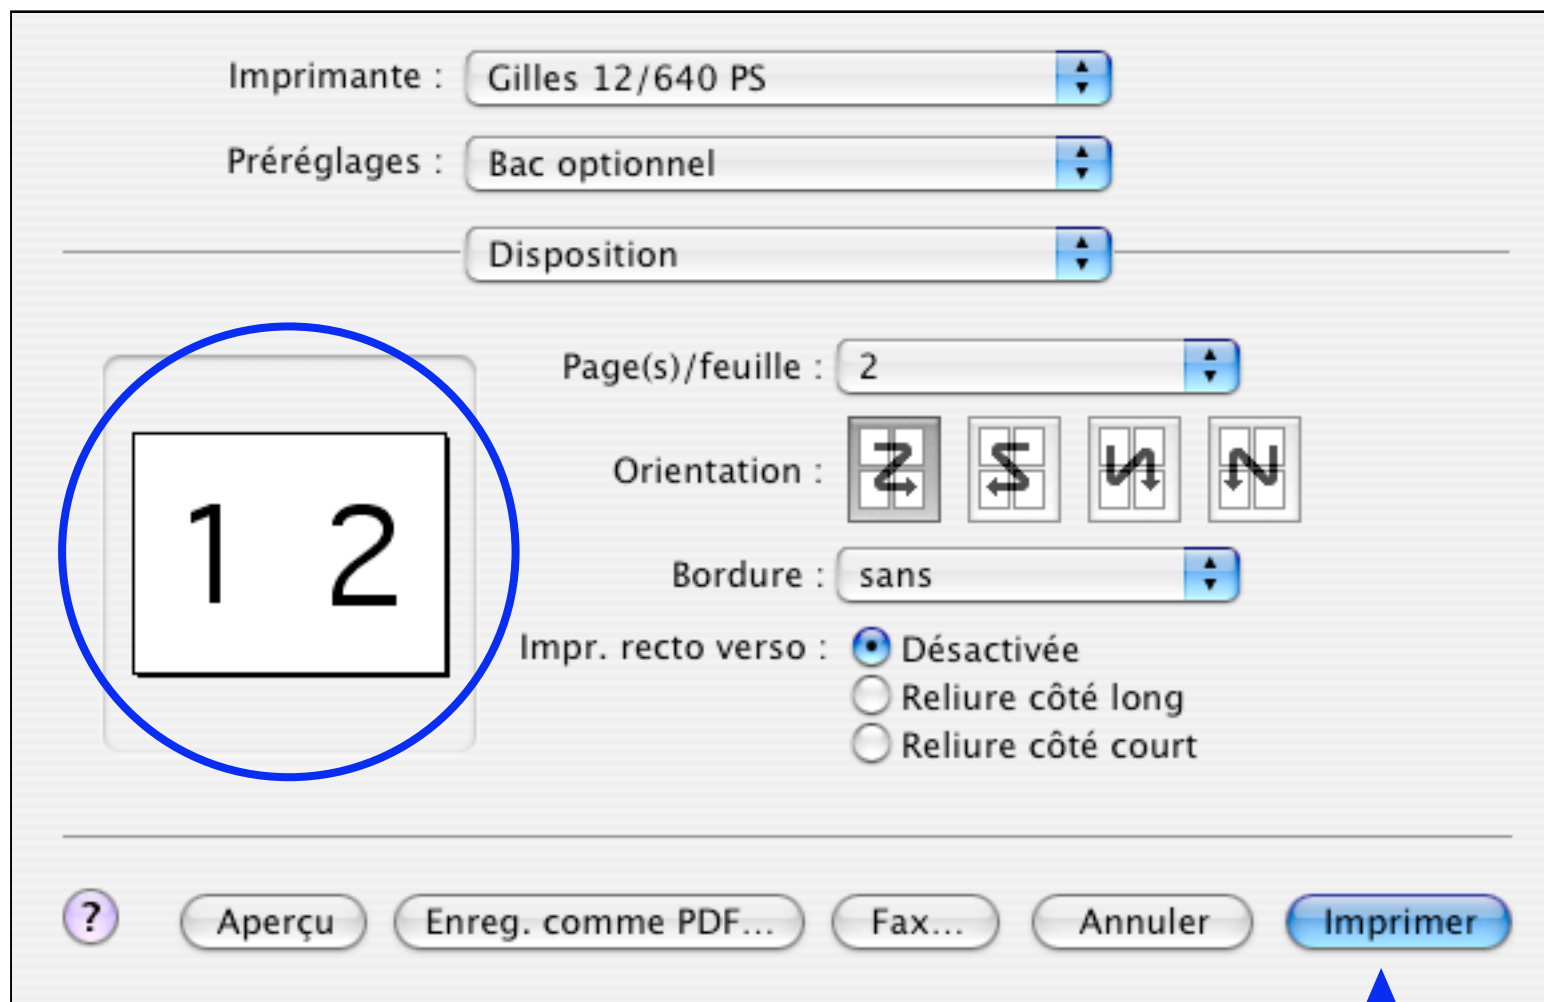 Imprimante : Gilles 12/640 PS
Préréglages : Bac optionnel
Disposition
Page(s)/feuille : 2
1 2
Orientation :
Bordure : sans
Impr. recto verso : Désactivée
Reliure côté long
Reliure côté court
? Aperçu Enreg. comme PDF... Fax... Annuler Imprimer